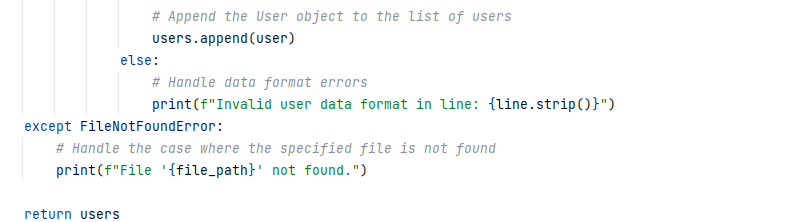 # Append the User object to the list of users
users.append(user)
else:
# Handle data format errors
print(f"Invalid user data format in line: {line.strip()}")
except FileNotFoundError:
# Handle the case where the specified file is not found
print(f"File '{file_path}' not found.")
return users